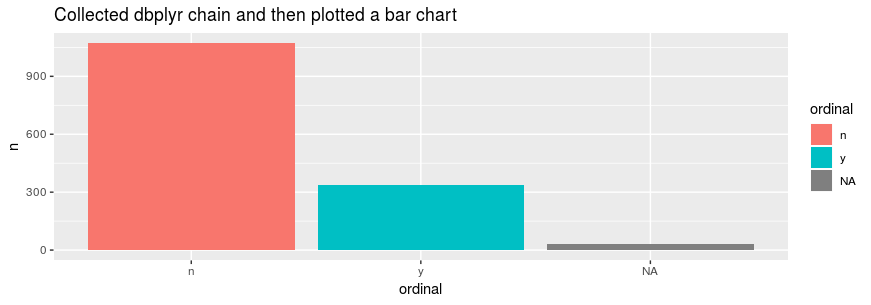 Collected dbplyr chain and then plotted a bar chart
n
900
600
300
0
n
y
NA
ordinal
ordinal
n
y
NA